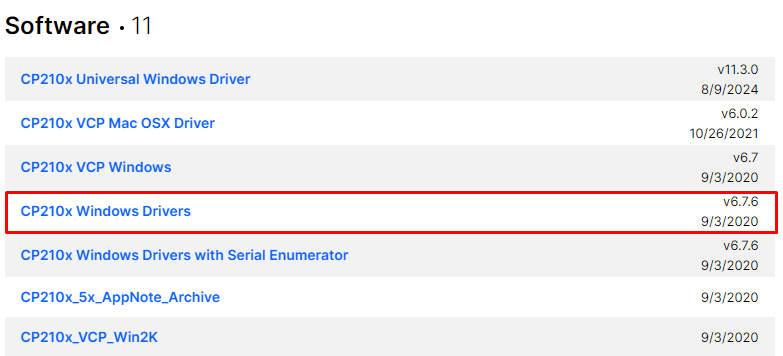 Software • 11
CP210x Universal Windows Driver
v11.3.0
8/9/2024
CP210x VCP Mac OSX Driver
v6.0.2
10/26/2021
CP210x VCP Windows
v6.7
9/3/2020
CP210x Windows Drivers
v6.7.6
9/3/2020
CP210x Windows Drivers with Serial Enumerator
v6.7.6
9/3/2020
CP210x_5x_AppNote_Archive
9/3/2020
CP210x_VCP_Win2K
9/3/2020